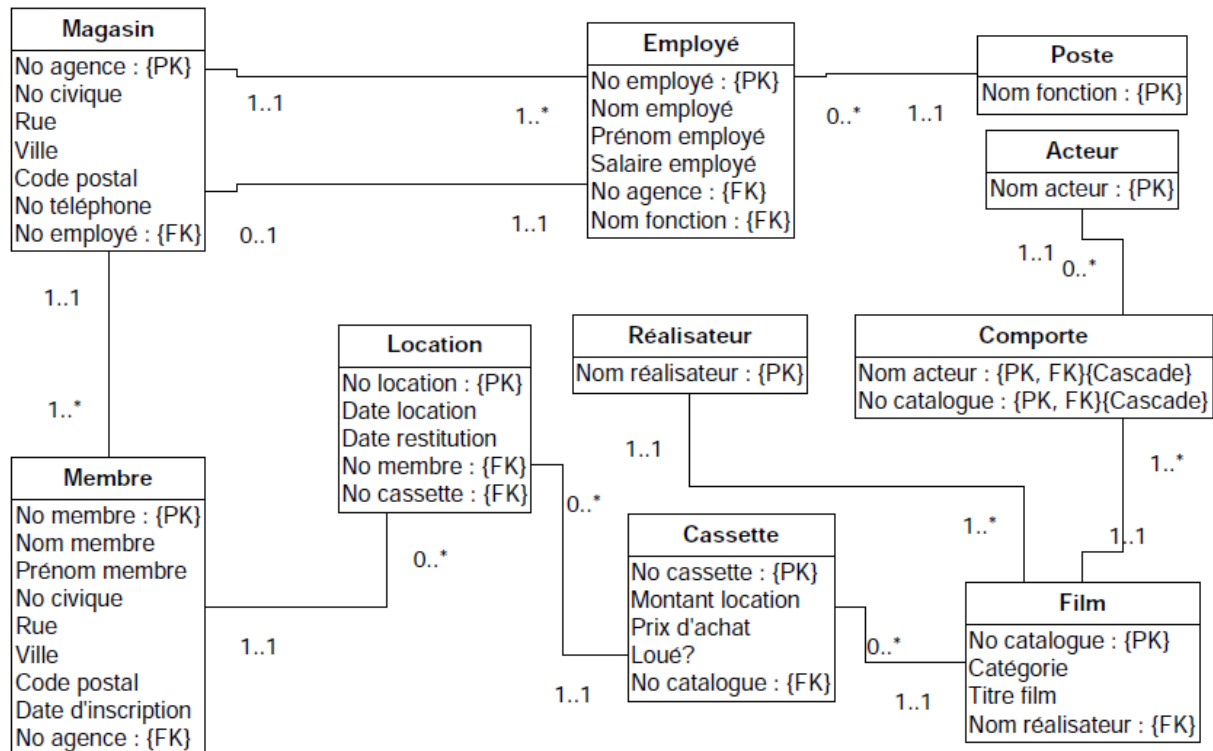 Magasin
No agence : {PK}
No civique
Rue
Ville
Code postal
No téléphone
No employé : {FK}
1..1
1..*
0..1
1..1
Employé
No employé : {PK}
Nom employé
Prénom employé
Salaire employé
No agence : {FK}
Nom fonction : {FK}
0..*
1..1
Poste
Nom fonction : {PK}
Acteur
Nom acteur : {PK}
1..1
0..*
Comporte
Nom acteur : {PK, FK}{Cascade}
No catalogue : {PK, FK}{Cascade}
1..*
1..1
1..1
1..*
Location
No location : {PK}
Date location
Date restitution
No membre : {FK}
No cassette : {FK}
Réalisateur
Nom réalisateur : {PK}
1..1
1..*
Membre
No membre : {PK}
Nom membre
Prénom membre
No civique
Rue
Ville
Code postal
Date d'inscription
No agence : {FK}
1..1
0..*
0..*
1..1
Cassette
No cassette : {PK}
Montant location
Prix d'achat
Loué?
No catalogue : {FK}
0..*
1..1
Film
No catalogue : {PK}
Catégorie
Titre film
Nom réalisateur : {FK}